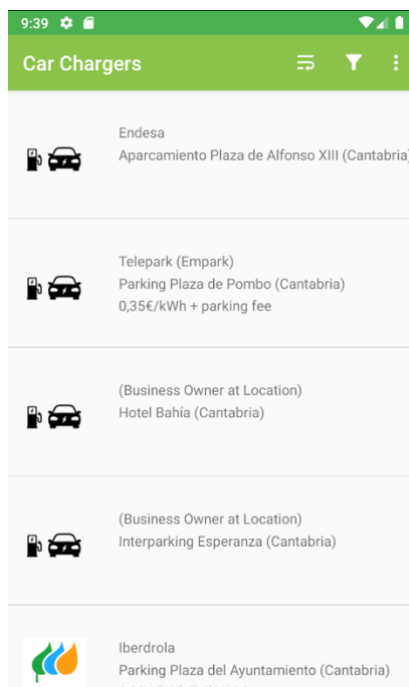 9:39
Car Chargers
Endesa
Aparcamiento Plaza de Alfonso XIII (Cantabria)
Telepark (Empark)
Parking Plaza de Pombo (Cantabria)
0,35€/kWh + parking fee
(Business Owner at Location)
Hotel Bahía (Cantabria)
(Business Owner at Location)
Interparking Esperanza (Cantabria)
Iberdrola
Parking Plaza del Ayuntamiento (Cantabria)